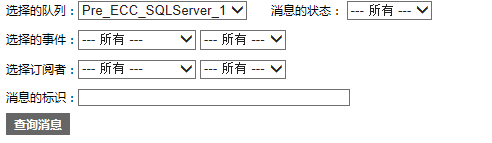 选择的队列：Pre_ECC_SQLServer_1 消息的状态：--- 所有 ---
选择的事件：--- 所有 --- --- 所有 ---
选择订阅者：--- 所有 --- --- 所有 ---
消息的标识：
查询消息